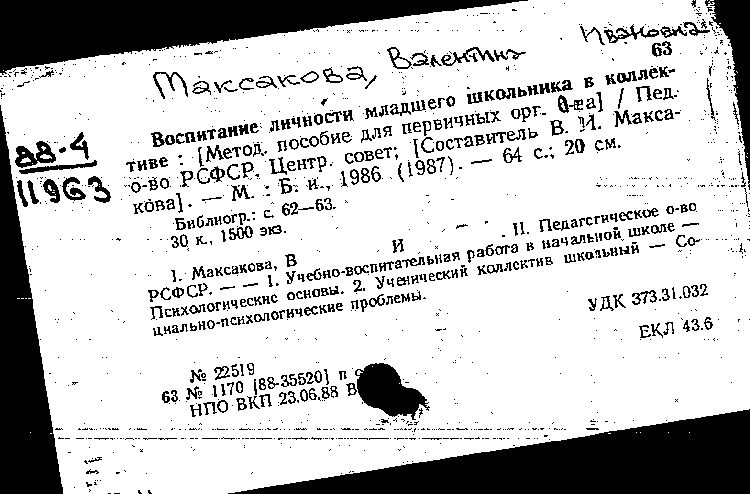 Максакова, Валентина Ивановна
63
88-4
11963
Воспитание личности младшего школьника в коллек-
тиве : [Метод. пособие для первичных орг. О-ва] / Пед.
о-во РСФСР, Центр. совет; [Составитель В. И. Макса-
кова]. — М. : Б. и., 1986 (1987). — 64 с.; 20 см.
Библиогр.: с. 62—63.
30 к., 1500 экз.
I. Максакова, В И . II. Педагогическое о-во
РСФСР. — — 1. Учебно-воспитательная работа в начальной школе —
Психологические основы. 2. Ученический коллектив школьный — Со-
циально-психологические проблемы.
УДК 373.31.032
ЕКЛ 43.6
№ 22519
63 № 1170 [88-35520] п
НПО ВКП 23.06.88 В